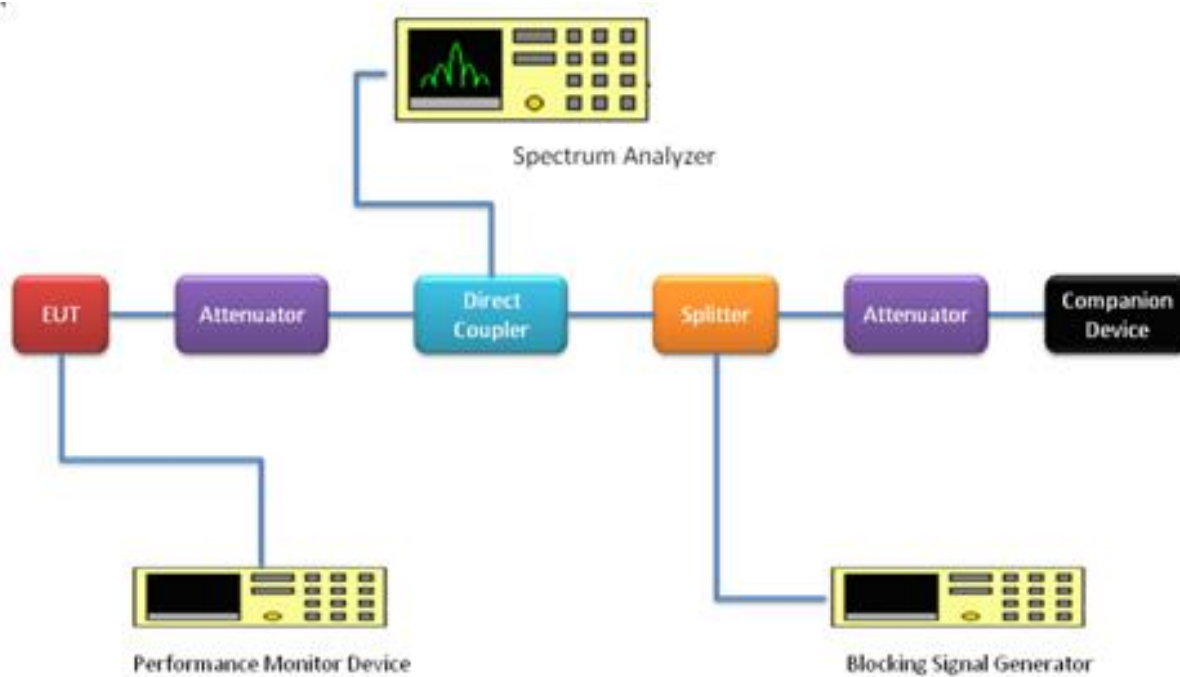 Spectrum Analyzer
EUT
Attenuator
Direct
Coupler
Splitter
Attenuator
Companion
Device
Performance Monitor Device
Blocking Signal Generator